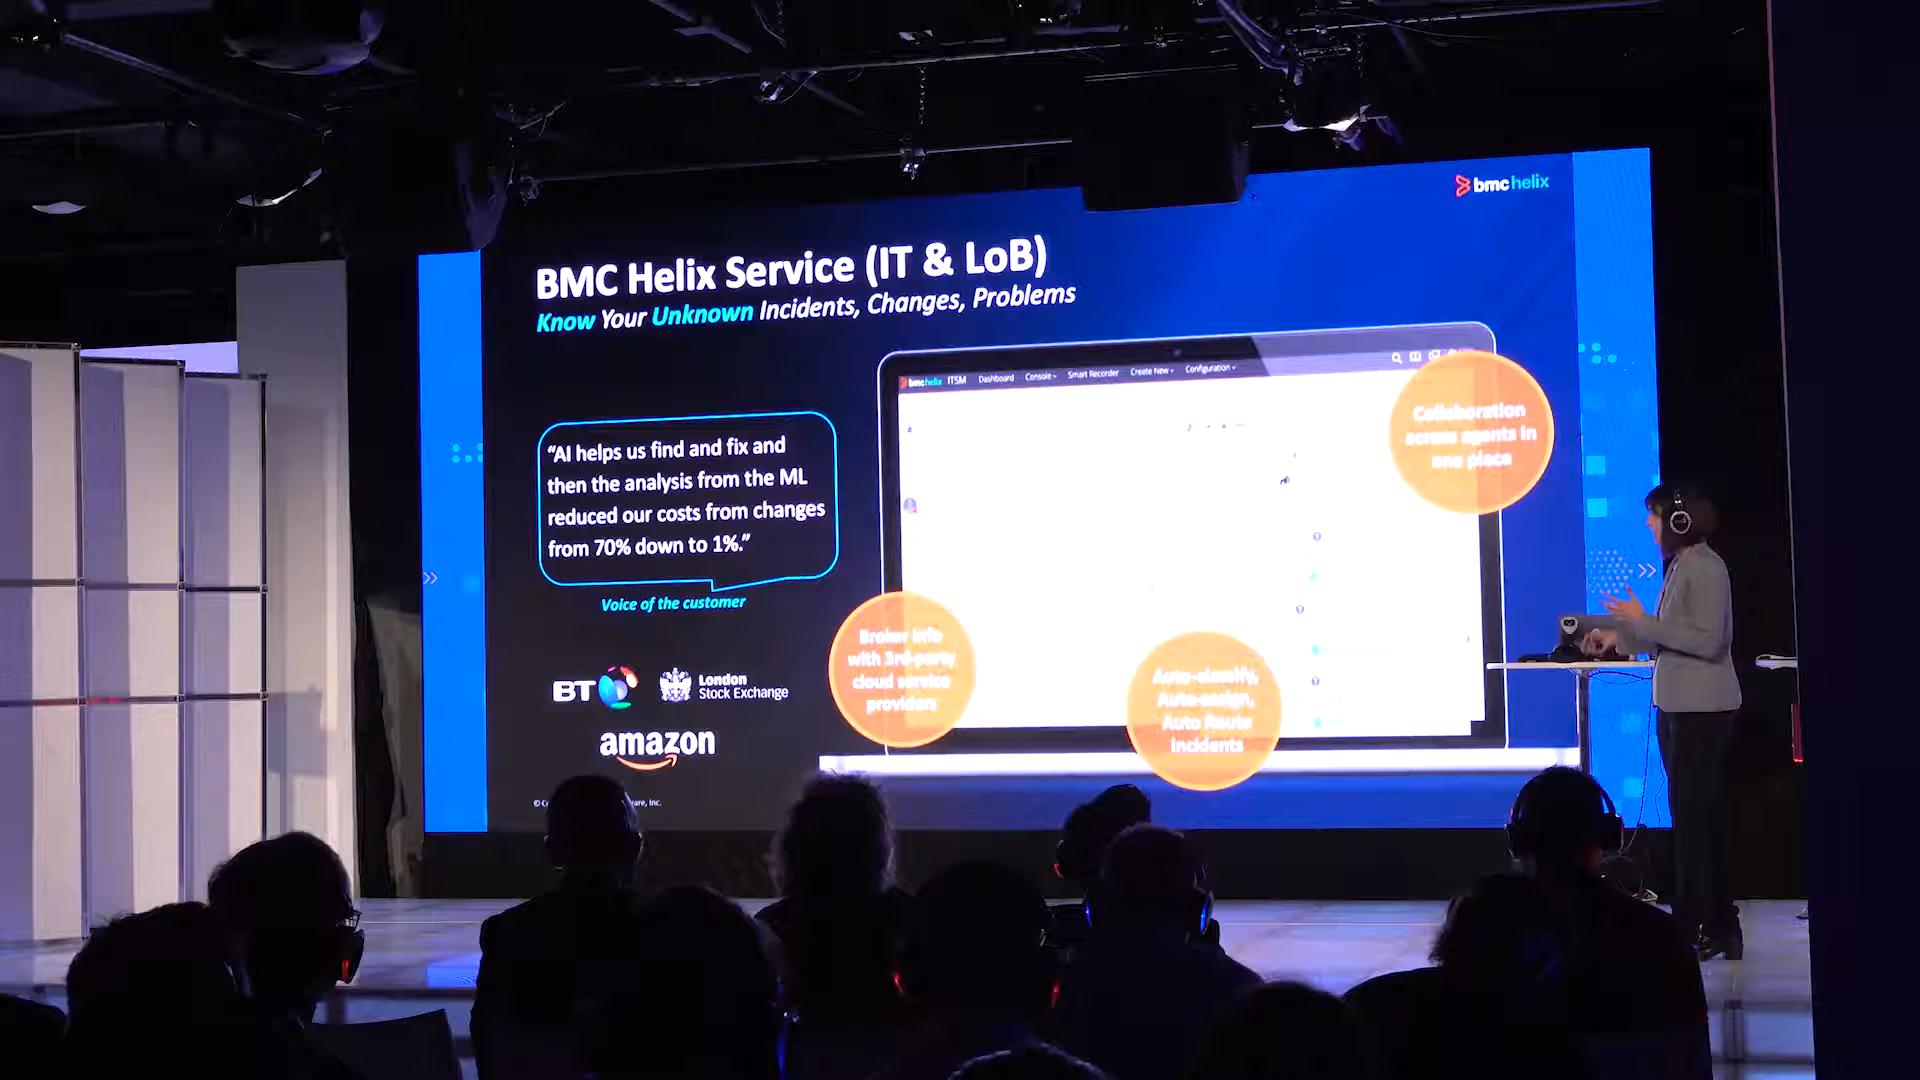 bmc helix
BMC Helix Service (IT & LoB)
Know Your Unknown Incidents, Changes, Problems
bmc helix ITSM Dashboard Console Smart Recorder Create New Configuration
Collaboration
across agents in
one place
“AI helps us find and fix and
then the analysis from the ML
reduced our costs from changes
from 70% down to 1%.”
Voice of the customer
Broker info
with 3rd-party
cloud service
providers
Auto-classify,
Auto-assign,
Auto Route
Incidents
BT
London
Stock Exchange
amazon
©
Inc.